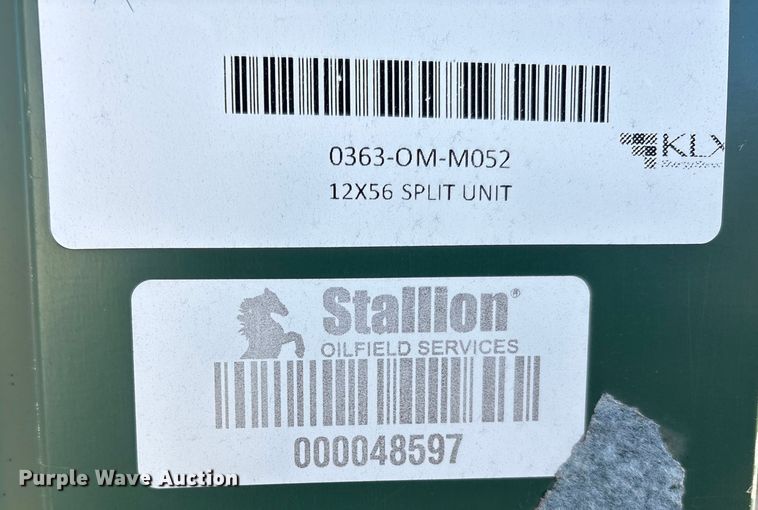 0363-OM-M052
KLX
12X56 SPLIT UNIT
Stallion®
OILFIELD SERVICES
000048597
Purple Wave Auction